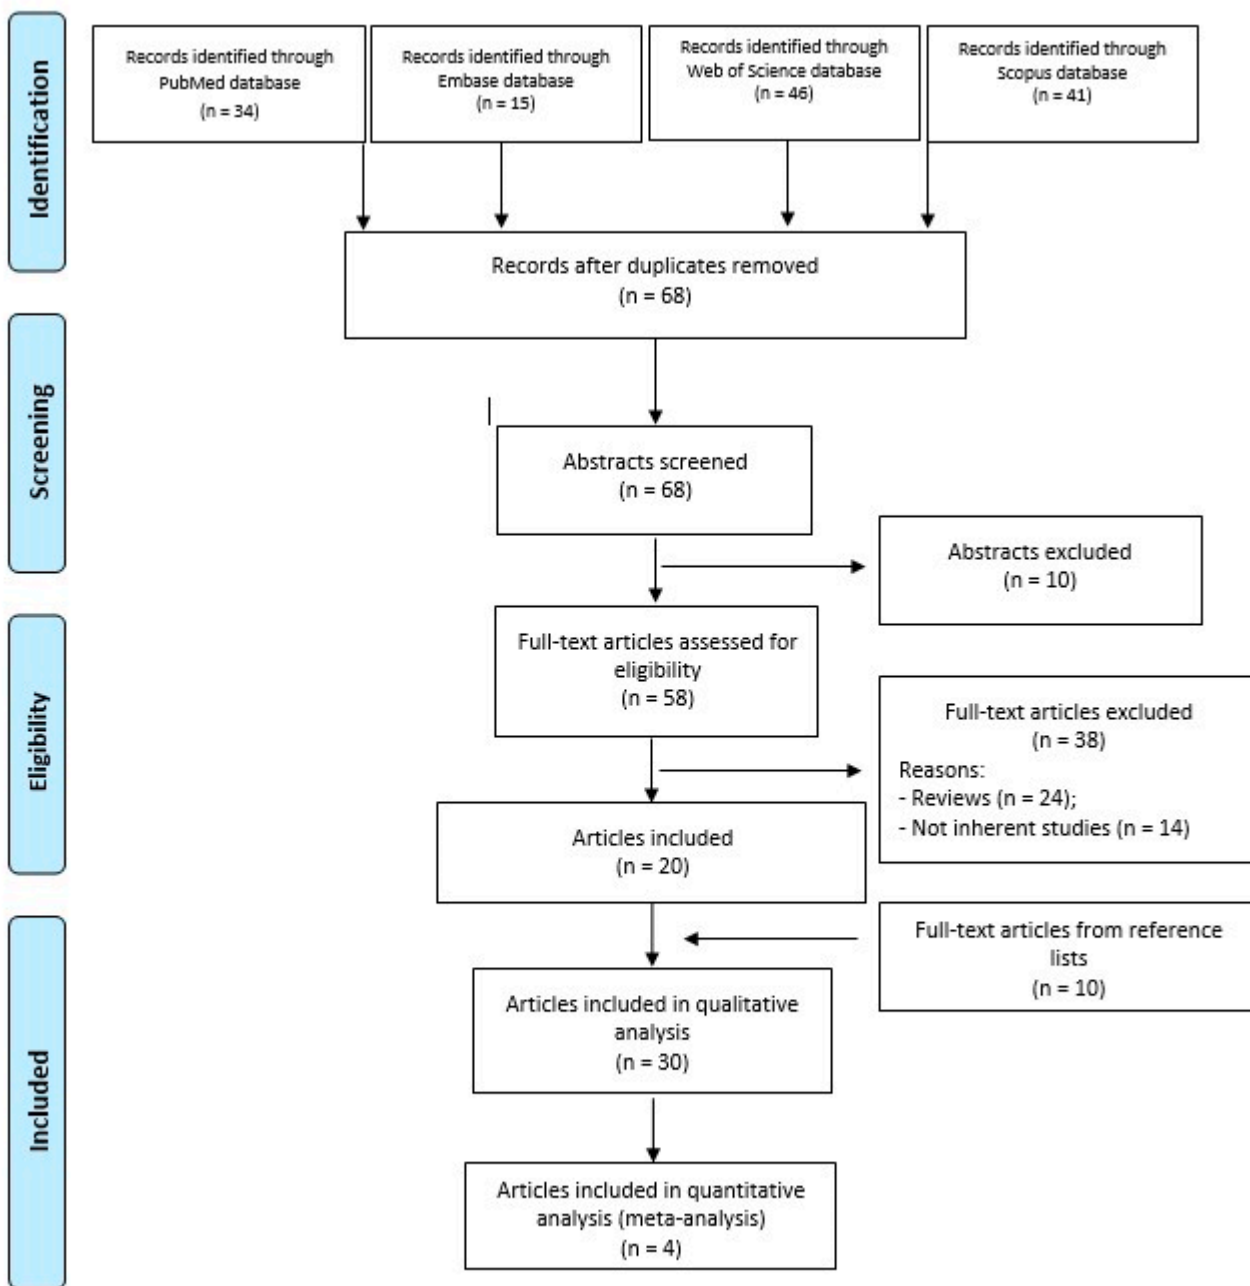 Identification
Records identified through
PubMed database
(n = 34)
Records identified through
Embase database
(n = 15)
Records identified through
Web of Science database
(n = 46)
Records identified through
Scopus database
(n = 41)
Records after duplicates removed
(n = 68)
Screening
Abstracts screened
(n = 68)
Abstracts excluded
(n = 10)
Eligibility
Full-text articles assessed for
eligibility
(n = 58)
Full-text articles excluded
(n = 38)
Reasons:
- Reviews (n = 24);
- Not inherent studies (n = 14)
Articles included
(n = 20)
Included
Full-text articles from reference
lists
(n = 10)
Articles included in qualitative
analysis
(n = 30)
Articles included in quantitative
analysis (meta-analysis)
(n = 4)